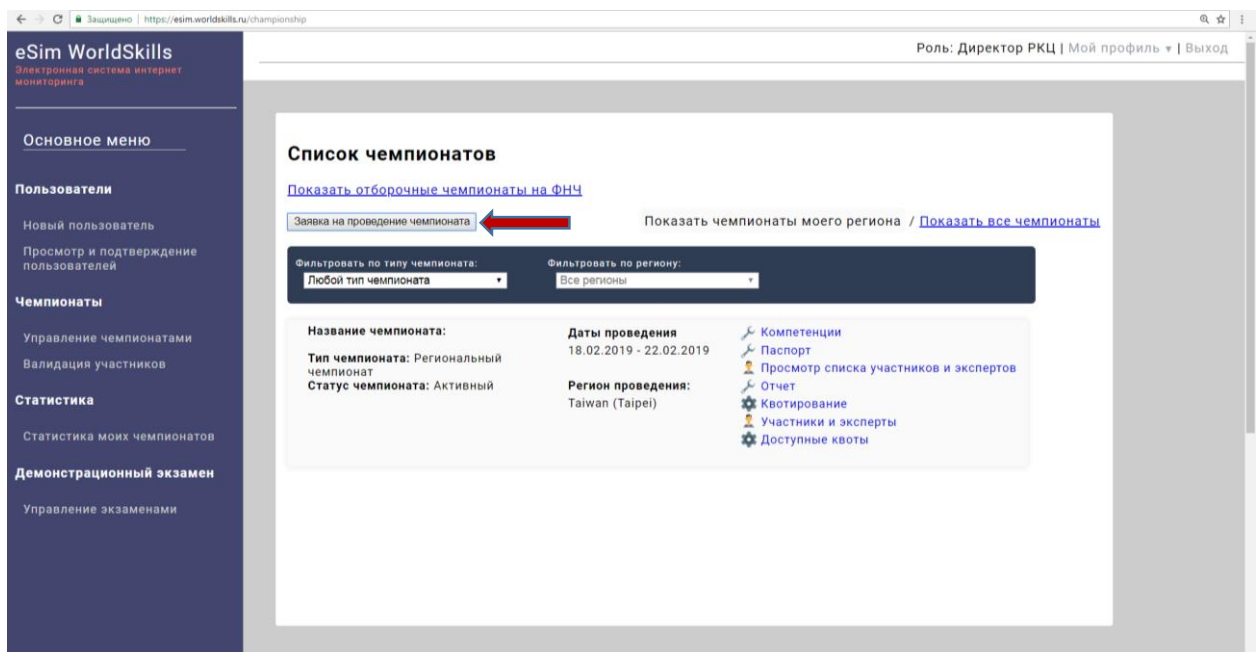 Защищено | https://esim.worldskills.ru/championship
eSim WorldSkills
Электронная система интернет
мониторинга
Роль: Директор РКЦ | Мой профиль ▾ | Выход
Основное меню
Пользователи
Новый пользователь
Просмотр и подтверждение
пользователей
Чемпионаты
Управление чемпионатами
Валидация участников
Статистика
Статистика моих чемпионатов
Демонстрационный экзамен
Управление экзаменами
Список чемпионатов
Показать отборочные чемпионаты на ФНЧ
Заявка на проведение чемпионата
Показать чемпионаты моего региона / Показать все чемпионаты
Фильтровать по типу чемпионата:
Любой тип чемпионата
Фильтровать по региону:
Все регионы
Название чемпионата:
Тип чемпионата: Региональный
чемпионат
Статус чемпионата: Активный
Даты проведения
18.02.2019 - 22.02.2019
Регион проведения:
Taiwan (Taipei)
Компетенции
Паспорт
Просмотр списка участников и экспертов
Отчет
Квотирование
Участники и эксперты
Доступные квоты